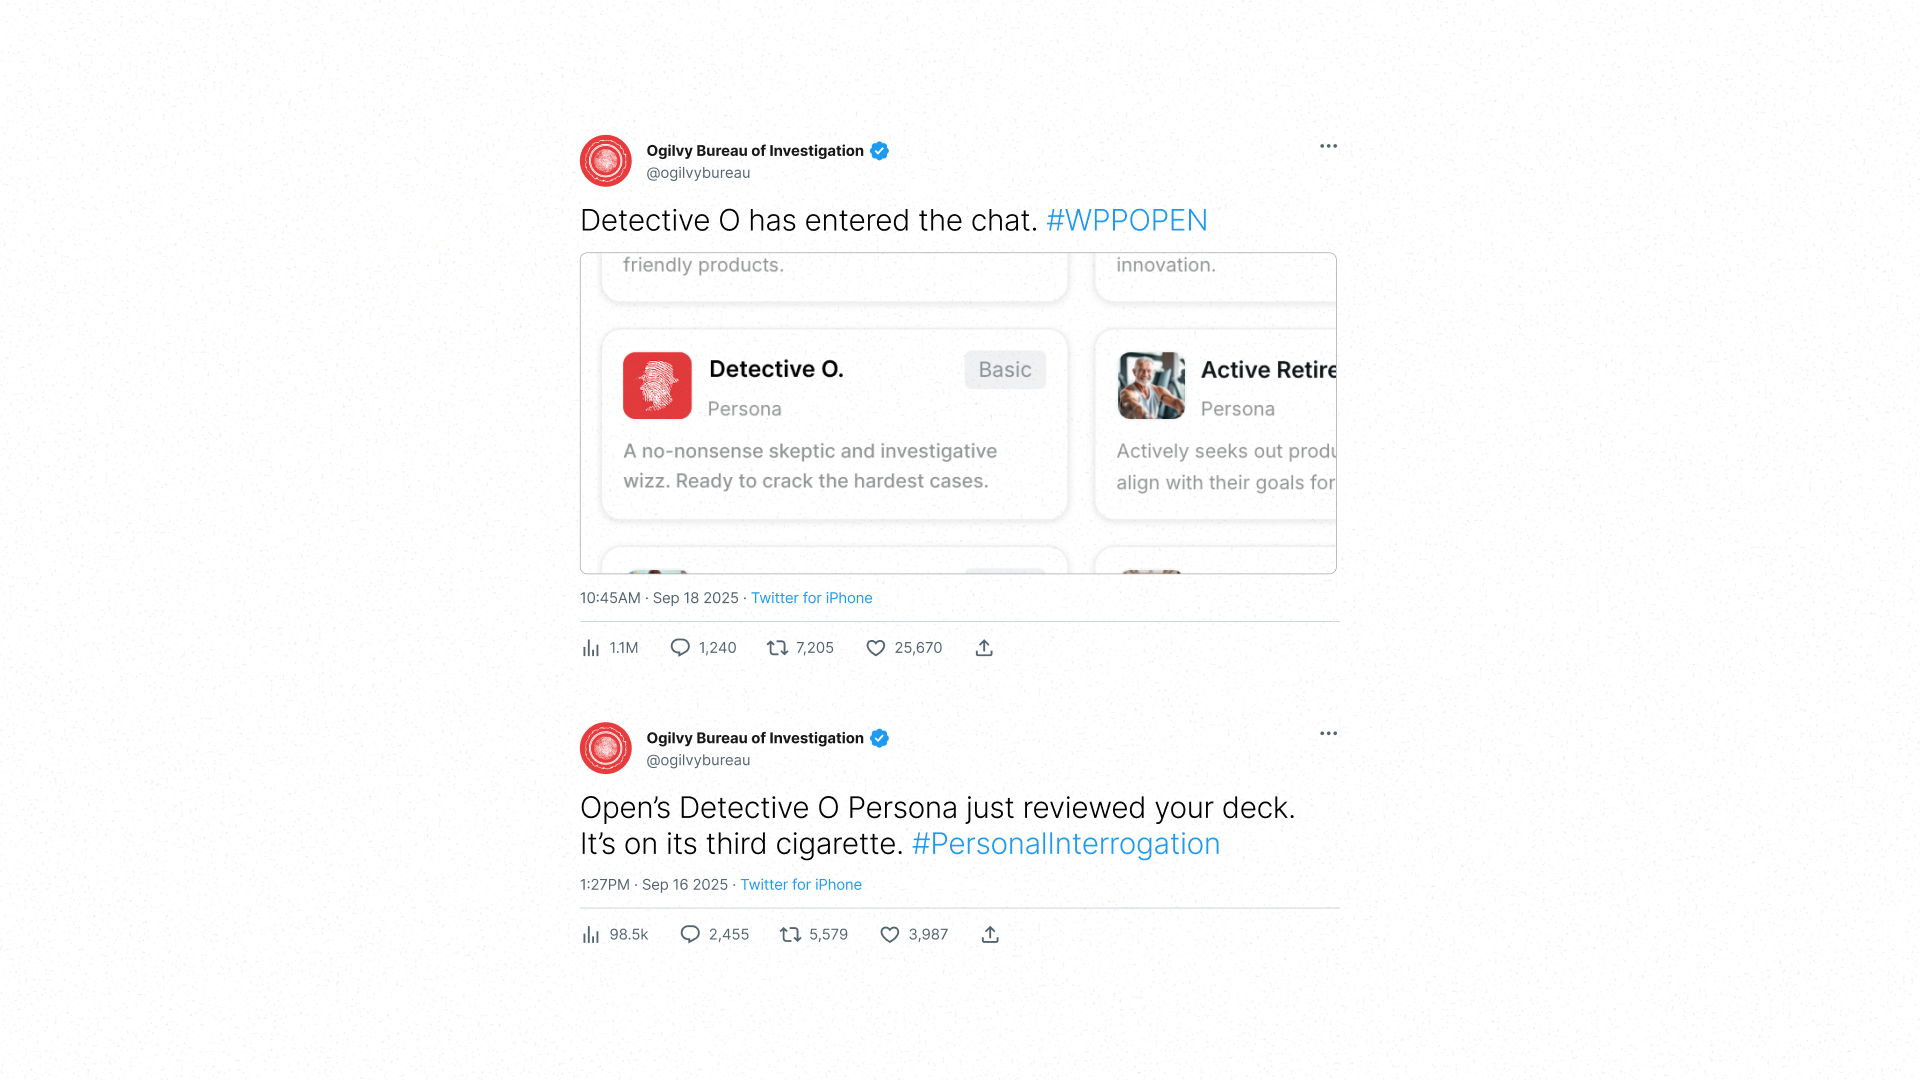 Ogilvy Bureau of Investigation
@ogilvybureau
Detective O has entered the chat. #WPPOPEN
friendly products.
innovation.
Detective O.
Basic
Persona
A no-nonsense skeptic and investigative
wizz. Ready to crack the hardest cases.
Active Retire
Persona
Actively seeks out produ
align with their goals for
10:45AM · Sep 18 2025 · Twitter for iPhone
1.1M 1,240 7,205 25,670
Ogilvy Bureau of Investigation
@ogilvybureau
Open’s Detective O Persona just reviewed your deck.
It’s on its third cigarette. #PersonalInterrogation
1:27PM · Sep 16 2025 · Twitter for iPhone
98.5k 2,455 5,579 3,987